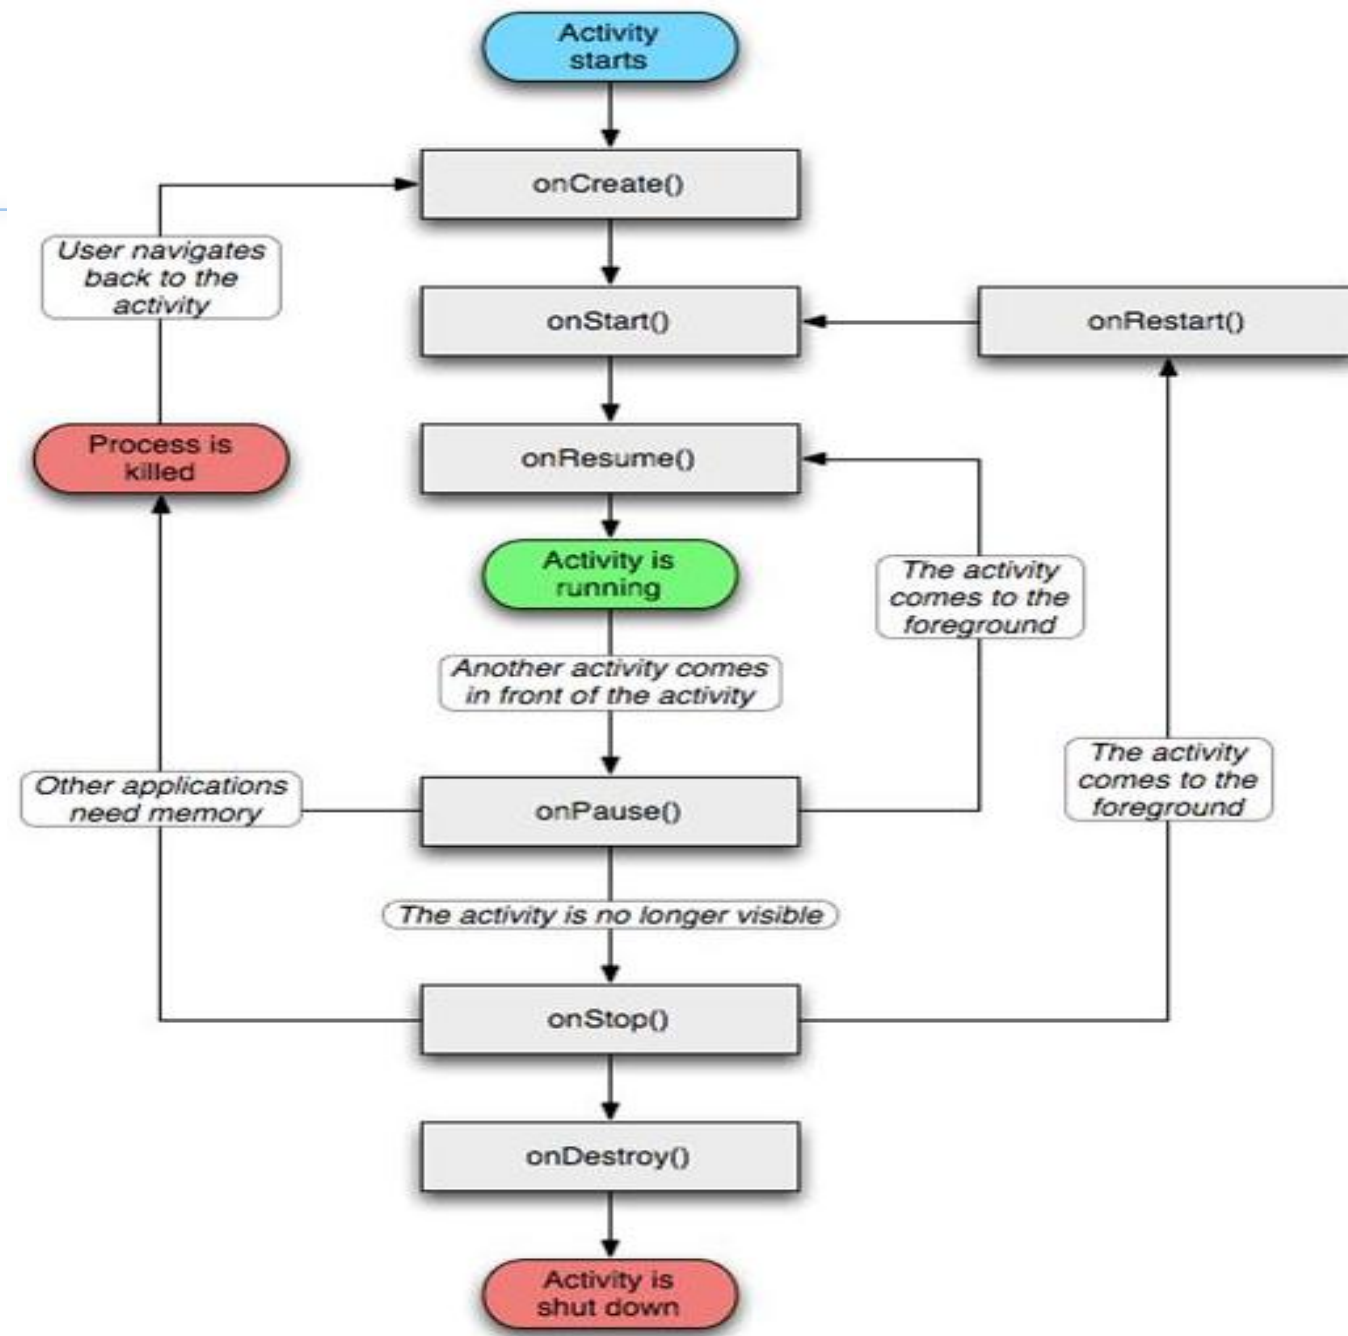 Activity
starts
onCreate()
User navigates
back to the
activity
onStart()
onRestart()
Process is
killed
onResume()
Activity is
running
The activity
comes to the
foreground
Another activity comes
in front of the activity
The activity
comes to the
foreground
Other applications
need memory
onPause()
The activity is no longer visible
onStop()
onDestroy()
Activity is
shut down